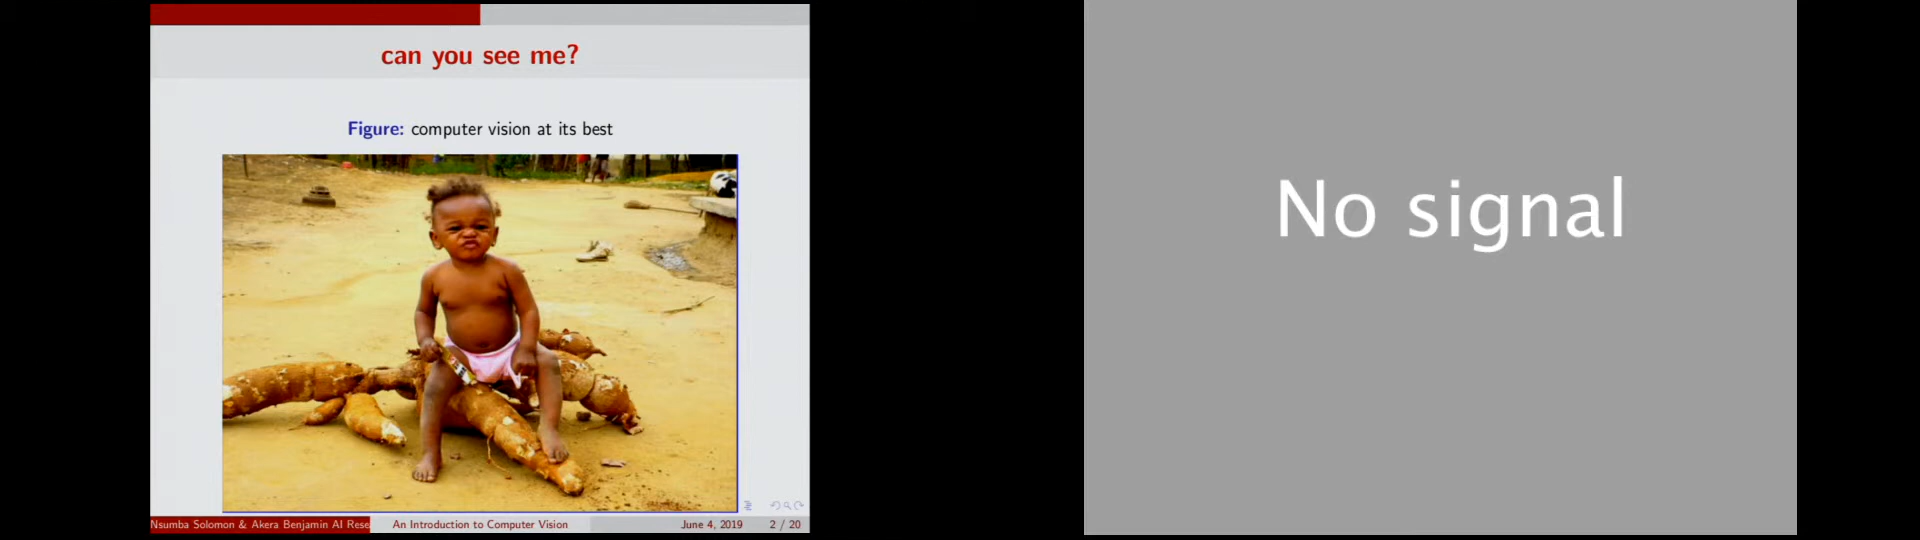 can you see me?
Figure: computer vision at its best
Nsumba Solomon & Akera Benjamin AI Rese
An Introduction to Computer Vision
June 4, 2019
2 / 20
No signal